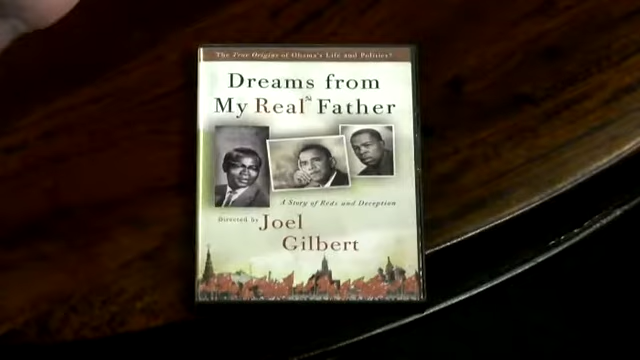 The True Origins of Obama's Life and Politics?
Dreams from
My Real Father
A Story of Reds and Deception
Directed by Joel
Gilbert